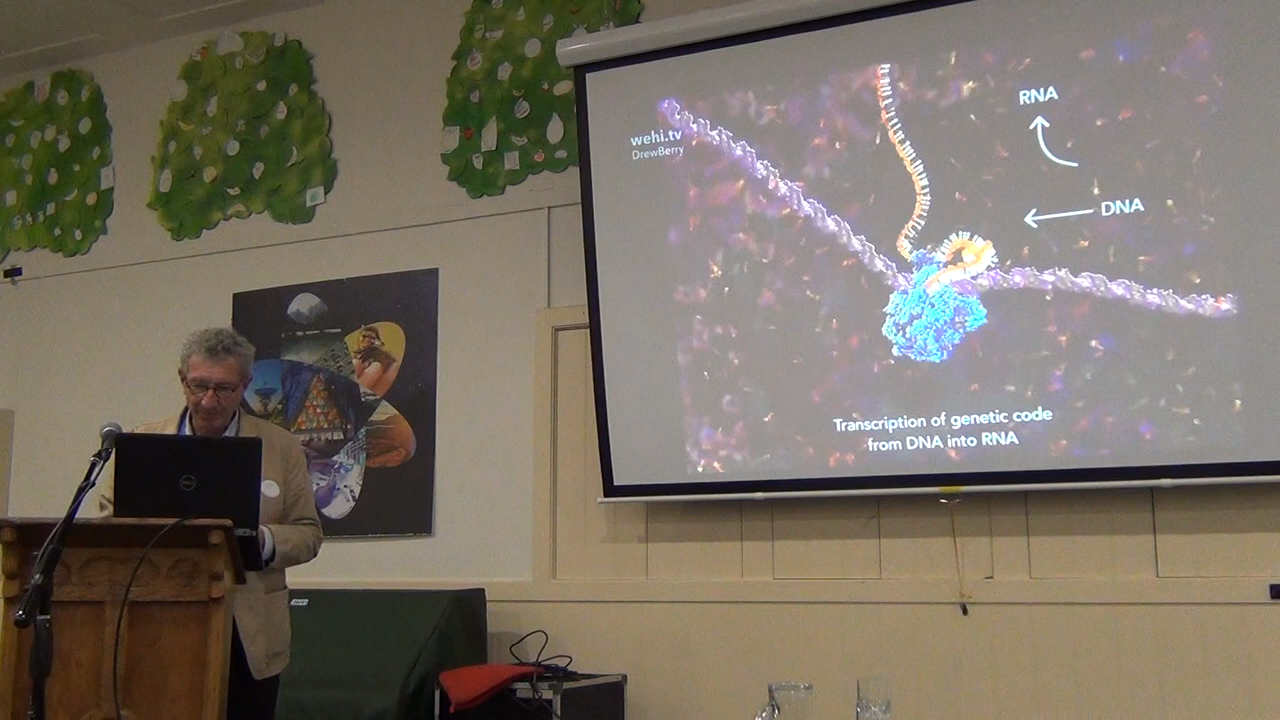 wehi.tv
DrewBerry
RNA
DNA
Transcription of genetic code
from DNA into RNA
DELL